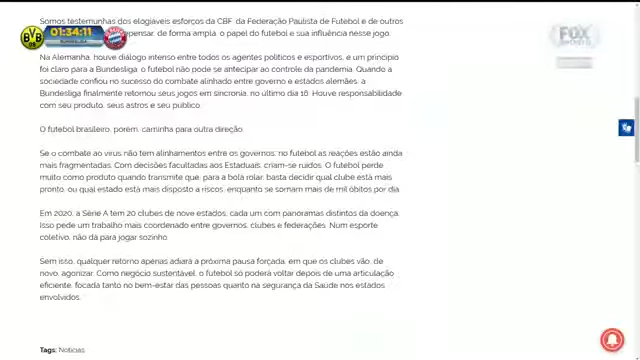 Somos testemunhas dos elogiáveis esforços da CBF, da Federação Paulista de Futebol e de outros
BVB
09
01:34:11
BUNDESLIGA
repensar, de forma ampla, o papel do futebol e sua influência nesse jogo.
FOX
SPORTS
Na Alemanha, houve diálogo intenso entre todos os agentes políticos e esportivos, e um princípio
foi claro para a Bundesliga: o futebol não pode se antecipar ao controle da pandemia. Quando a
sociedade confiou no sucesso do combate alinhado entre governo e estados alemães, a
Bundesliga finalmente retornou seus jogos em sincronia, no último dia 16. Houve responsabilidade
com seu produto, seus astros e seu público.
O futebol brasileiro, porém, caminha para outra direção.
Se o combate ao vírus não tem alinhamentos entre os governos, no futebol as reações estão ainda
mais fragmentadas. Com decisões facultadas aos Estaduais, criam-se ruídos. O futebol perde
muito como produto quando transmite que, para a bola rolar, basta decidir qual clube está mais
pronto, ou qual estado está mais disposto a riscos, enquanto se somam mais de mil óbitos por dia.
Em 2020, a Série A tem 20 clubes de nove estados, cada um com panoramas distintos da doença.
Isso pede um trabalho mais coordenado entre governos, clubes e federações. Num esporte
coletivo, não dá para jogar sozinho.
Sem isso, qualquer retorno apenas adiará a próxima pausa forçada, em que os clubes vão, de
novo, agonizar. Como negócio sustentável, o futebol só poderá voltar depois de uma articulação
eficiente, focada tanto no bem-estar das pessoas quanto na segurança da Saúde nos estados
envolvidos.
Tags: Notícias